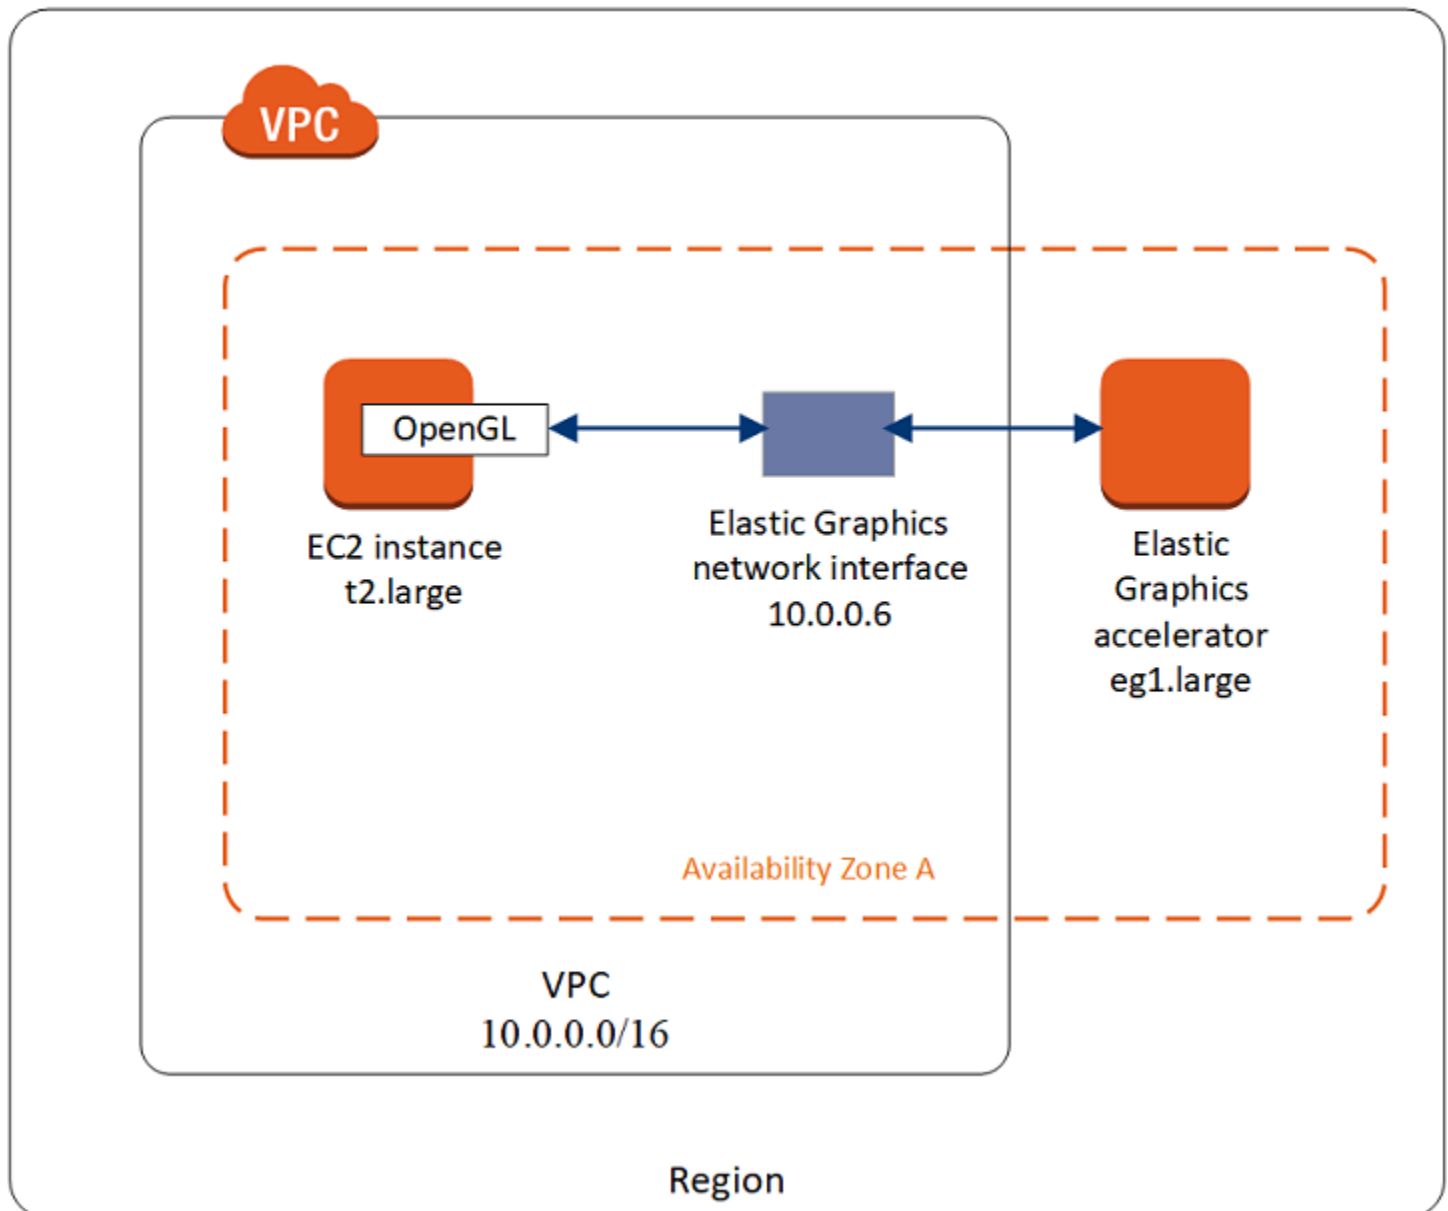 VPC
OpenGL
EC2 instance
t2.large
Elastic Graphics
network interface
10.0.0.6
Elastic
Graphics
accelerator
eg1.large
Availability Zone A
VPC
10.0.0.0/16
Region